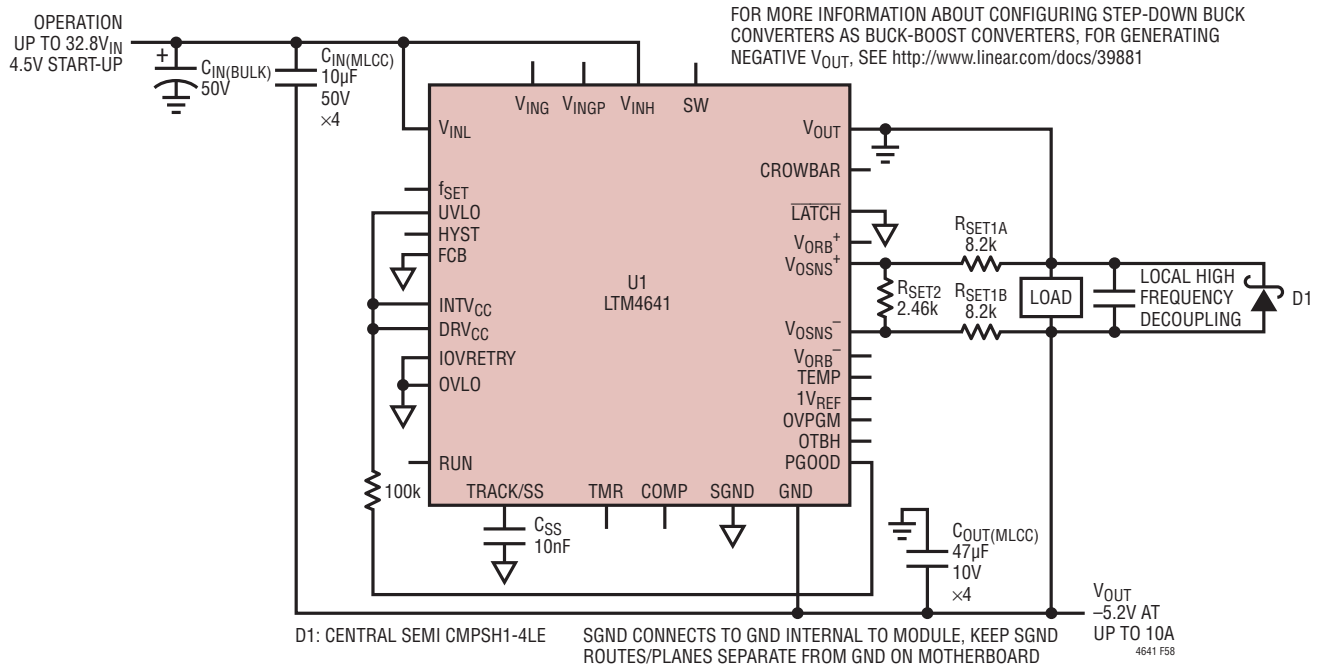 OPERATION
UP TO 32.8VIN
4.5V START-UP
+
CIN(BULK)
50V
CIN(MLCC)
10µF
50V
×4
FOR MORE INFORMATION ABOUT CONFIGURING STEP-DOWN BUCK
CONVERTERS AS BUCK-BOOST CONVERTERS, FOR GENERATING
NEGATIVE VOUT, SEE http://www.linear.com/docs/39881
VING
VINGP
VINH
SW
VINL
fSET
UVLO
HYST
FCB
INTVCC
DRVCC
IOVRETRY
OVLO
RUN
U1
LTM4641
VOUT
CROWBAR
LATCH
VORB+
VOSNS+
VOSNS–
VORB–
TEMP
1VREF
OVPGM
OTBH
PGOOD
TRACK/SS
TMR
COMP
SGND
GND
100k
CSS
10nF
RSET1A
8.2k
RSET2
2.46k
RSET1B
8.2k
LOAD
LOCAL HIGH
FREQUENCY
DECOUPLING
D1
COUT(MLCC)
47µF
10V
×4
VOUT
–5.2V AT
UP TO 10A
4641 F58
D1: CENTRAL SEMI CMPSH1-4LE
SGND CONNECTS TO GND INTERNAL TO MODULE, KEEP SGND
ROUTES/PLANES SEPARATE FROM GND ON MOTHERBOARD